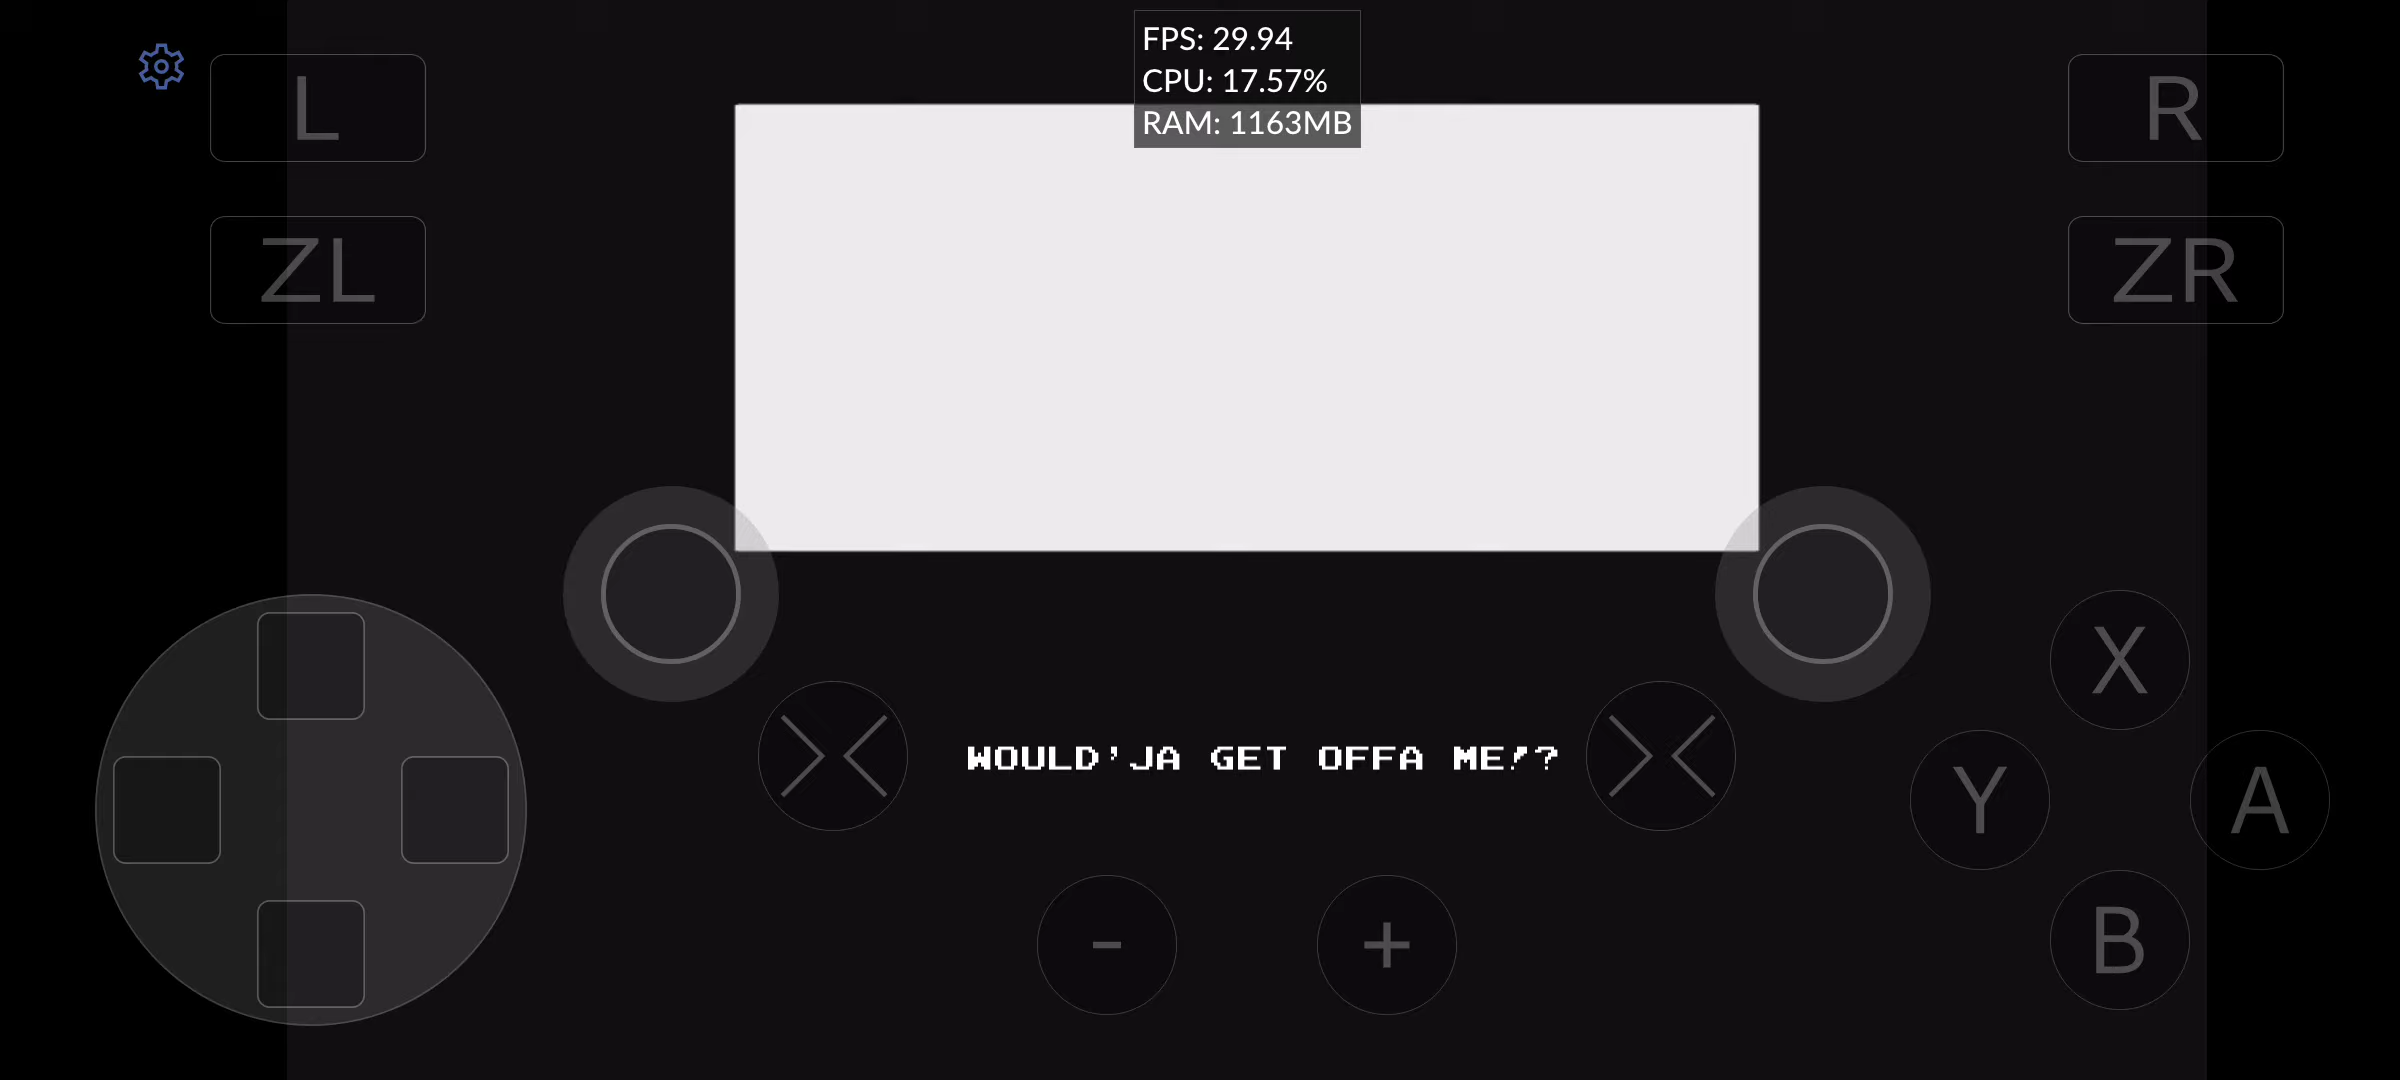 FPS: 29.94
CPU: 17.57%
RAM: 1163MB
L
R
ZL
ZR
X
WOULD'JA GET OFFA ME!?
Y
A
B
-
+